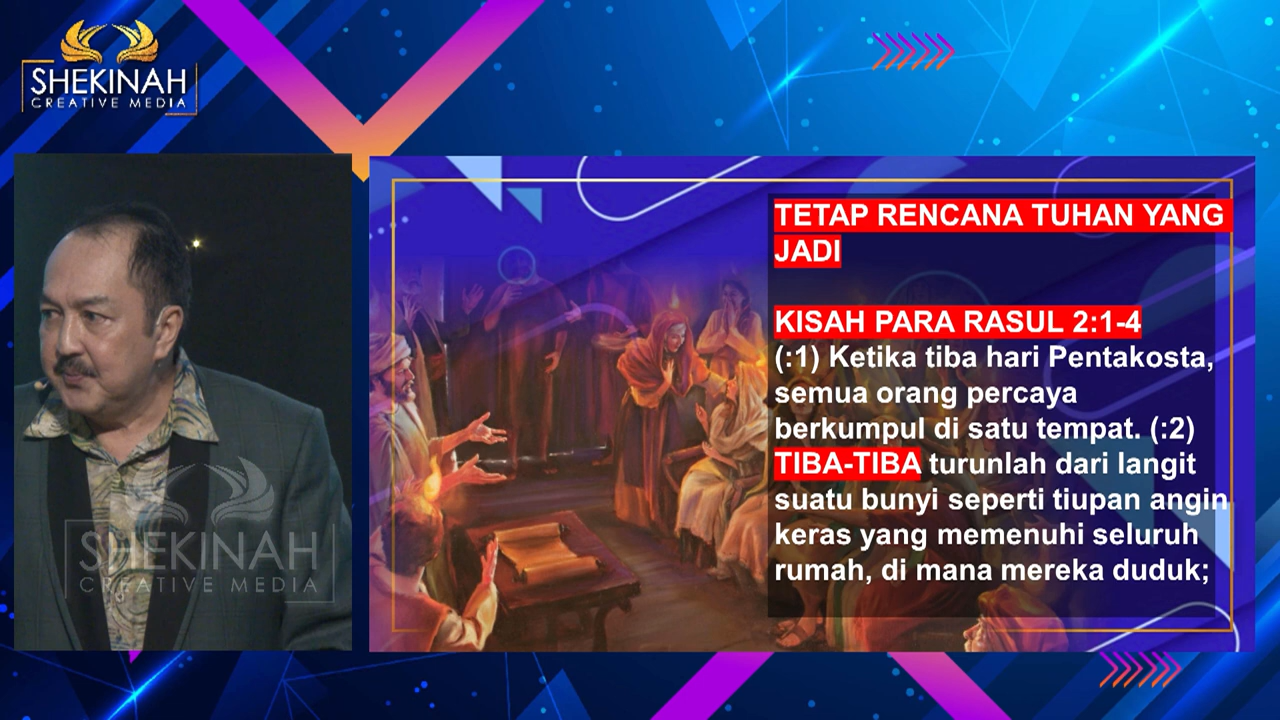 SHEKINAH
CREATIVE MEDIA
SHEKINAH
CREATIVE MEDIA
TETAP RENCANA TUHAN YANG
JADI
KISAH PARA RASUL 2:1-4
(:1) Ketika tiba hari Pentakosta,
semua orang percaya
berkumpul di satu tempat. (:2)
TIBA-TIBA turunlah dari langit
suatu bunyi seperti tiupan angin
keras yang memenuhi seluruh
rumah, di mana mereka duduk;